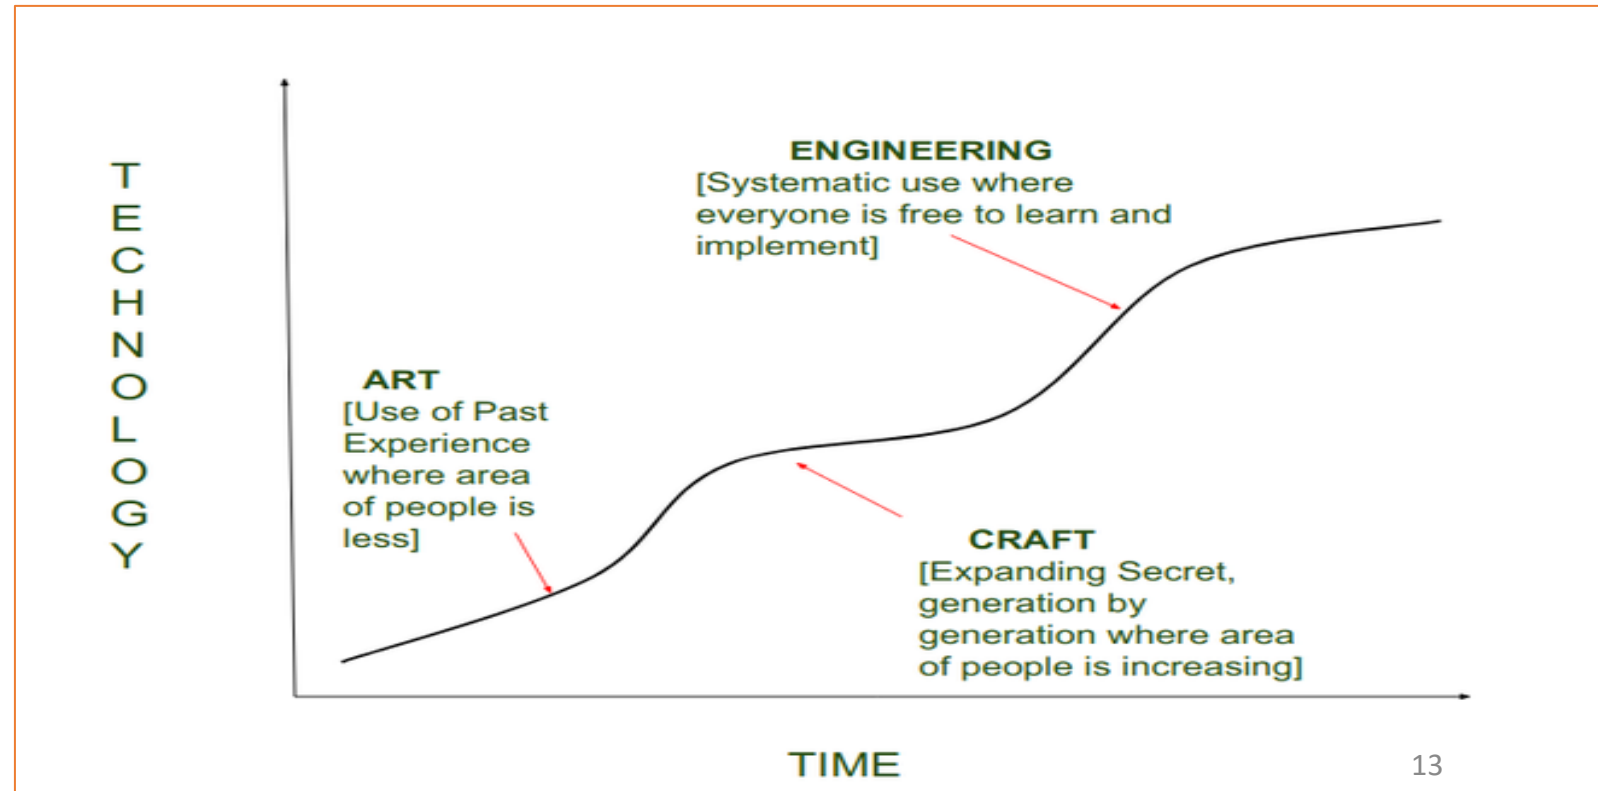 TECHNOLOGY
ENGINEERING
[Systematic use where
everyone is free to learn and
implement]
ART
[Use of Past
Experience
where area
of people is
less]
CRAFT
[Expanding Secret,
generation by
generation where area
of people is increasing]
TIME
13